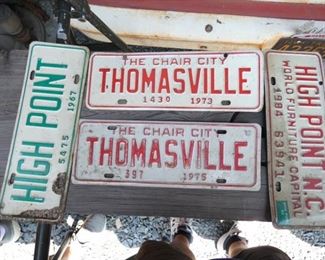 HIGH POINT
5475 1967
THE CHAIR CITY
THOMASVILLE
1430 1973
THE CHAIR CITY
THOMASVILLE
397 1975
HIGH POINT N.C.
WORLD FURNITURE CAPITAL
1984